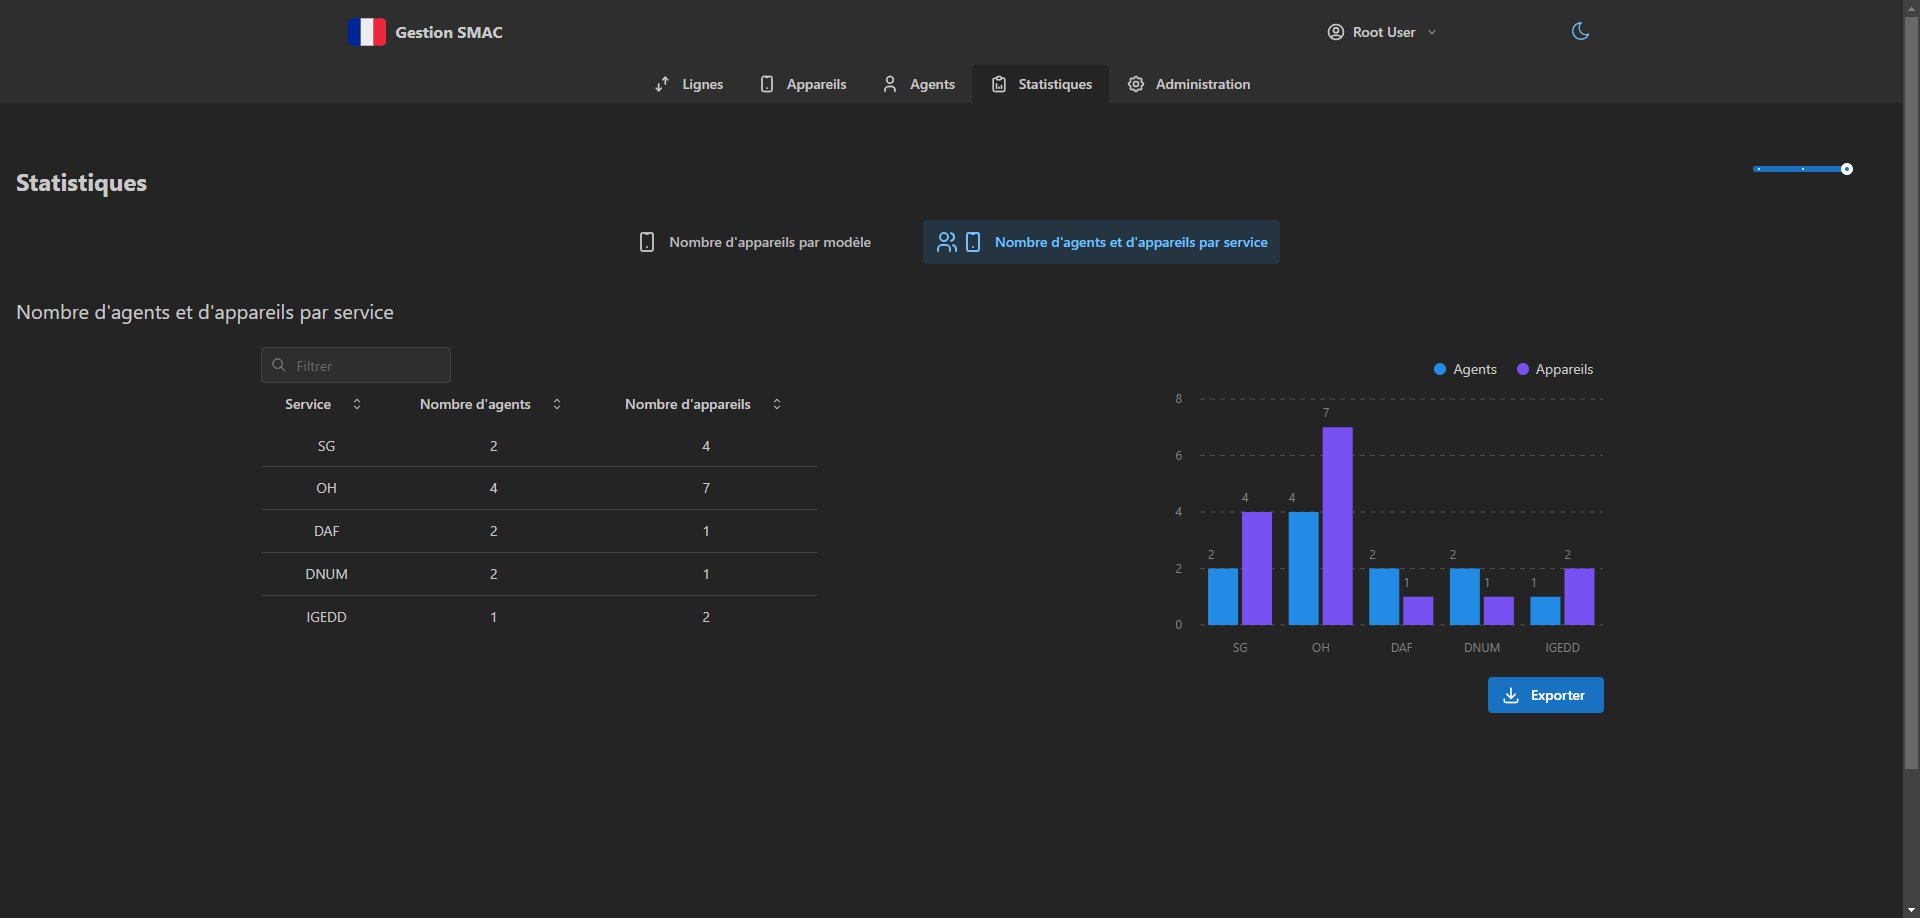 Gestion SMAC
Root User
Lignes
Appareils
Agents
Statistiques
Administration
Statistiques
Nombre d'appareils par modèle
Nombre d'agents et d'appareils par service
Nombre d'agents et d'appareils par service
Filtrer
Service Nombre d'agents Nombre d'appareils
SG 2 4
OH 4 7
DAF 2 1
DNUM 2 1
IGEDD 1 2
Agents Appareils
8
7
6
4 4
4
2 2 2 2
2
1 1 1
0
SG OH DAF DNUM IGEDD
Exporter